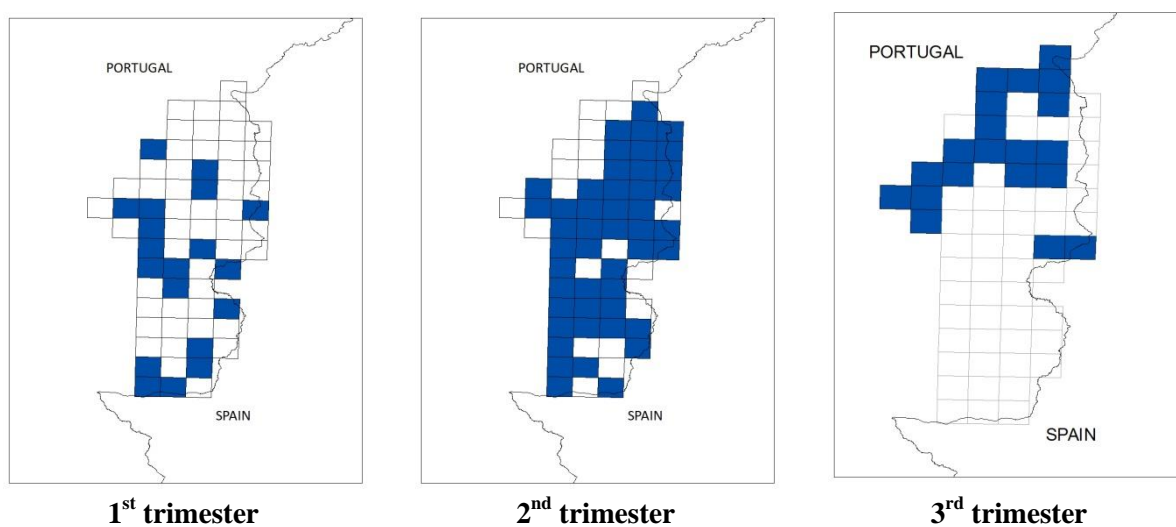 PORTUGAL
SPAIN
1st trimester
PORTUGAL
SPAIN
2nd trimester
PORTUGAL
SPAIN
3rd trimester